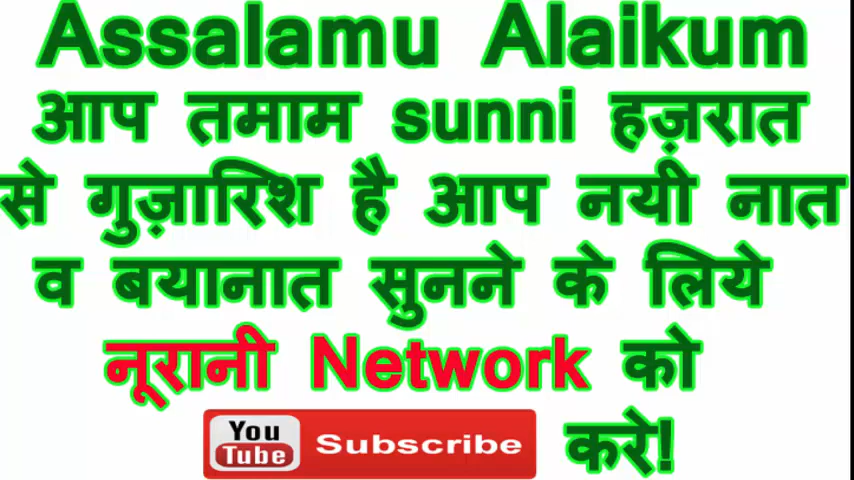 Assalamu Alaikum
आप तमाम sunni हज़रात
से गुज़ारिश है आप नयी नात
व बयानात सुनने के लिये
नूरानी Network को
You Tube Subscribe करे!